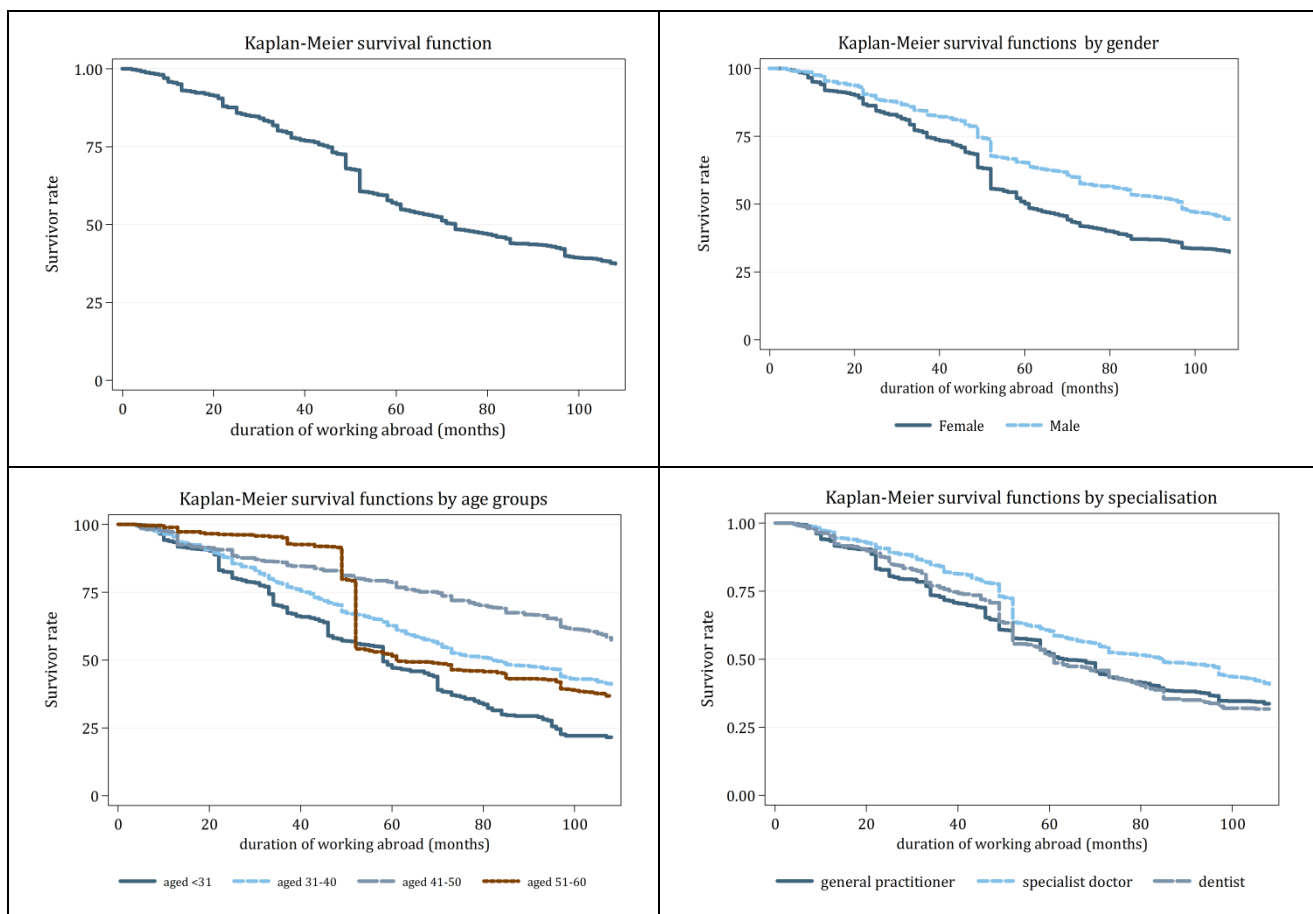 Kaplan-Meier survival function
1.00
75
50
25
0
Survivor rate
0 20 40 60 80 100
duration of working abroad (months)
Kaplan-Meier survival functions by gender
100
75
50
25
0
Survivor rate
0 20 40 60 80 100
duration of working abroad (months)
Female Male
Kaplan-Meier survival functions by age groups
100
75
50
25
0
Survivor rate
0 20 40 60 80 100
duration of working abroad (months)
aged <31 aged 31-40 aged 41-50 aged 51-60
Kaplan-Meier survival functions by specialisation
1.00
0.75
0.50
0.25
0.00
Survivor rate
0 20 40 60 80 100
duration of working abroad (months)
general practitioner specialist doctor dentist